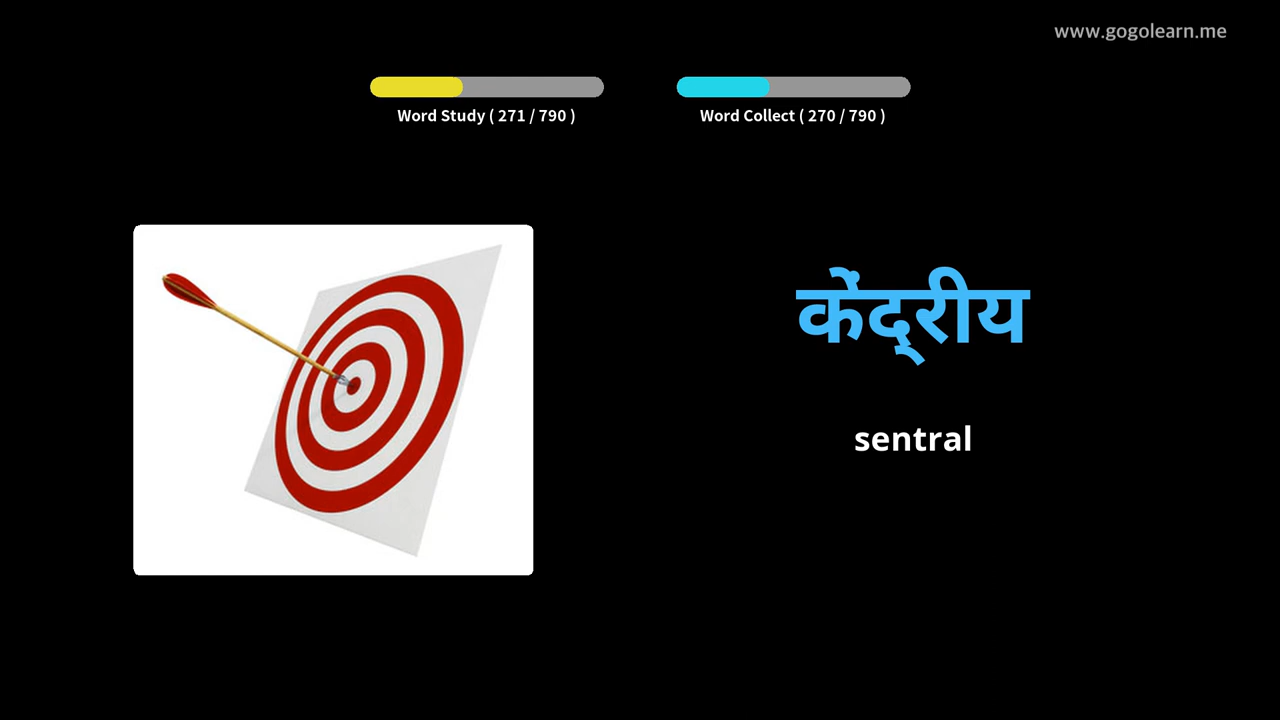 www.gogolearn.me
Word Study ( 271 / 790 )
Word Collect ( 270 / 790 )
केंद्रीय
sentral